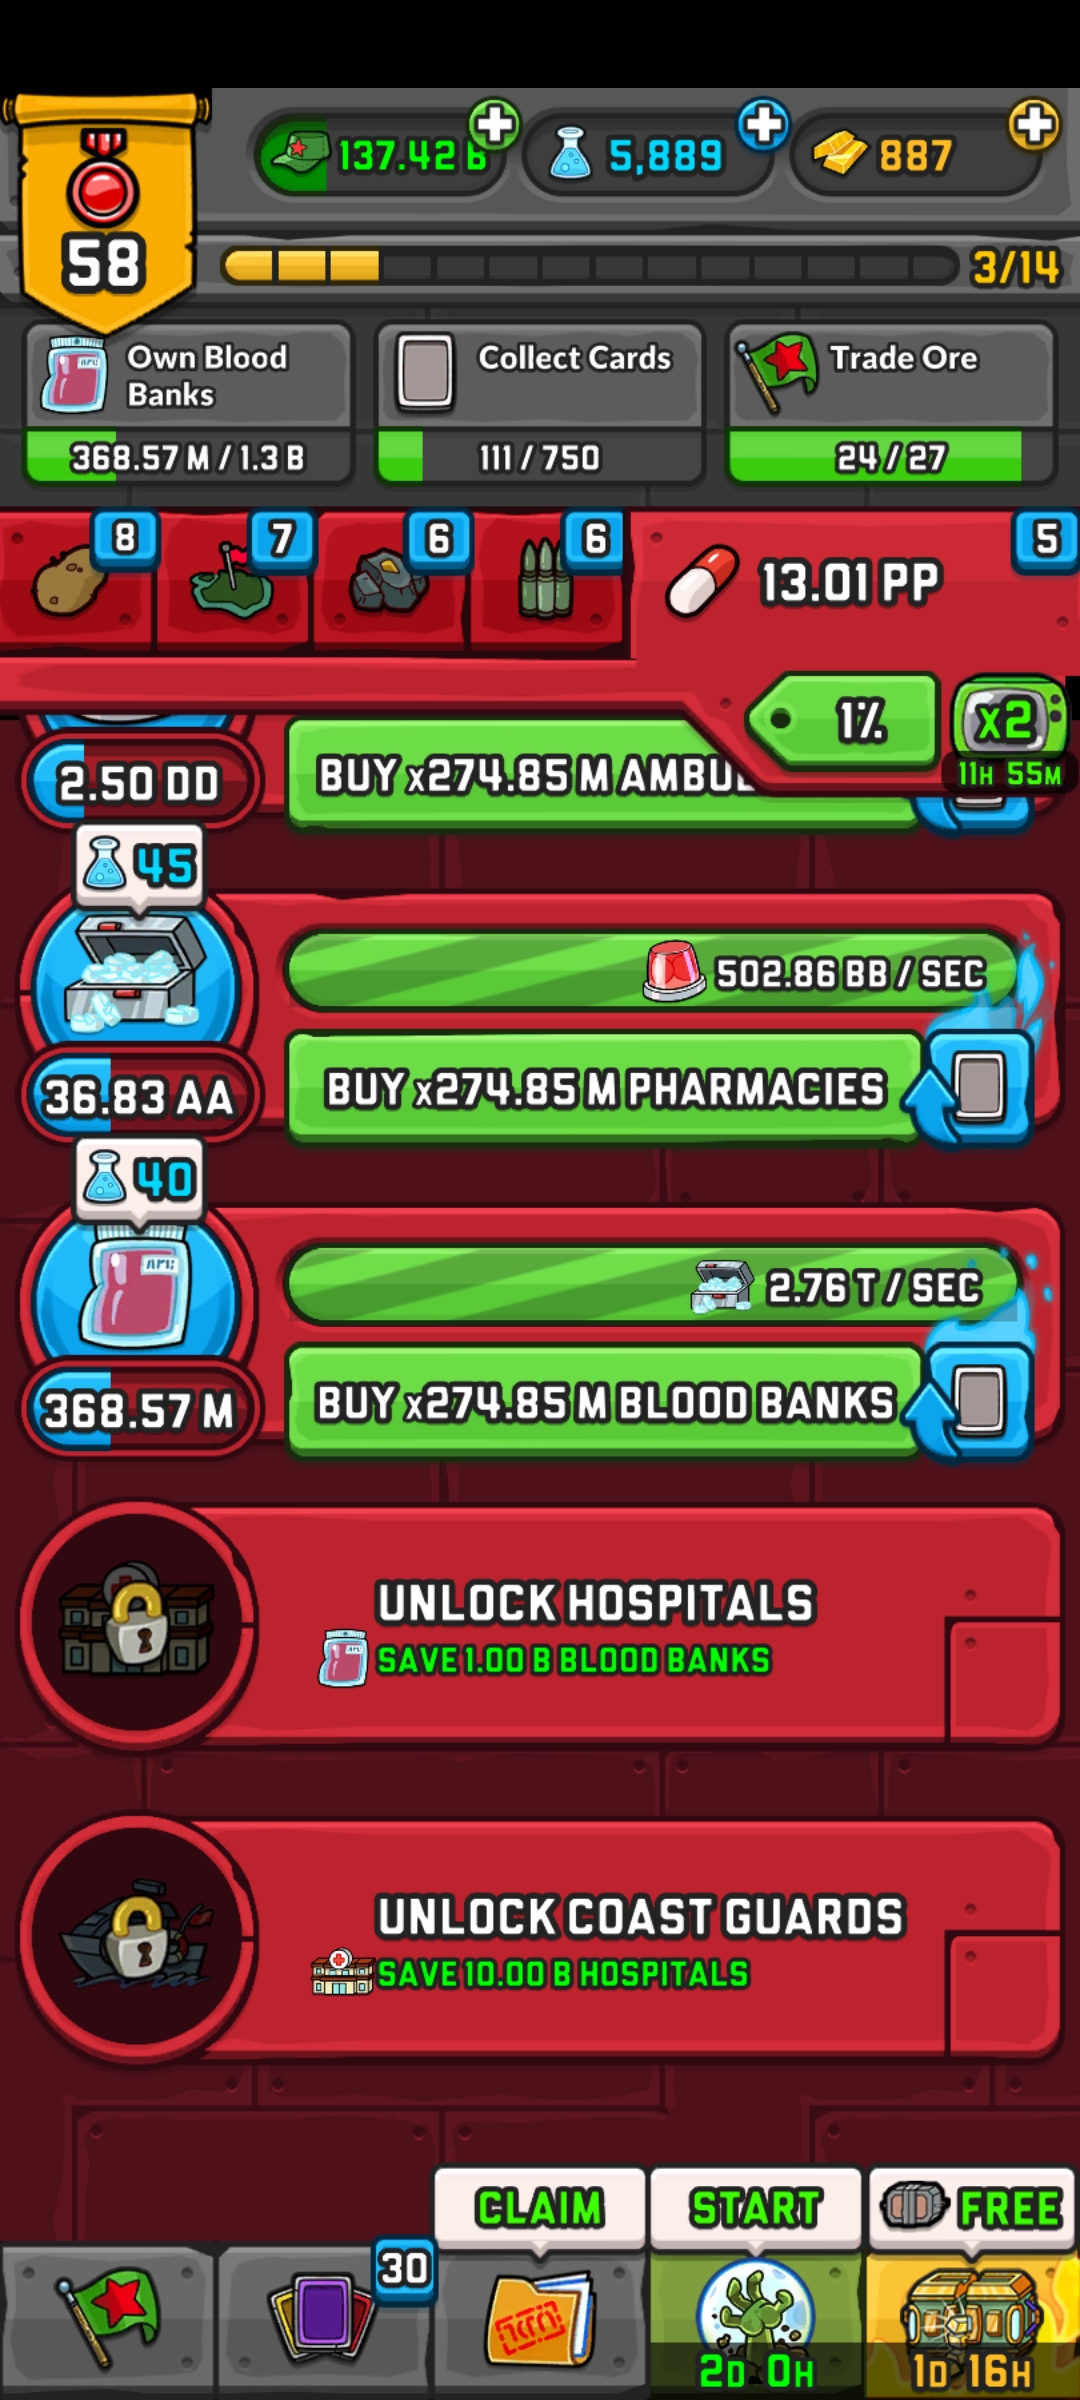 58
137.42 B
5,889
887
3/14
Own Blood
Banks
368.57 M / 1.3 B
Collect Cards
111 / 750
Trade Ore
24 / 27
8
7
6
6
13.01 PP
5
1%
x2
11H 55M
2.50 DD
BUY x274.85 M AMBU
45
502.86 BB / SEC
36.83 AA
BUY x274.85 M PHARMACIES
40
2.76 T / SEC
368.57 M
BUY x274.85 M BLOOD BANKS
UNLOCK HOSPITALS
SAVE 1.00 B BLOOD BANKS
UNLOCK COAST GUARDS
SAVE 10.00 B HOSPITALS
CLAIM
START
FREE
30
2D 0H
1D 16H